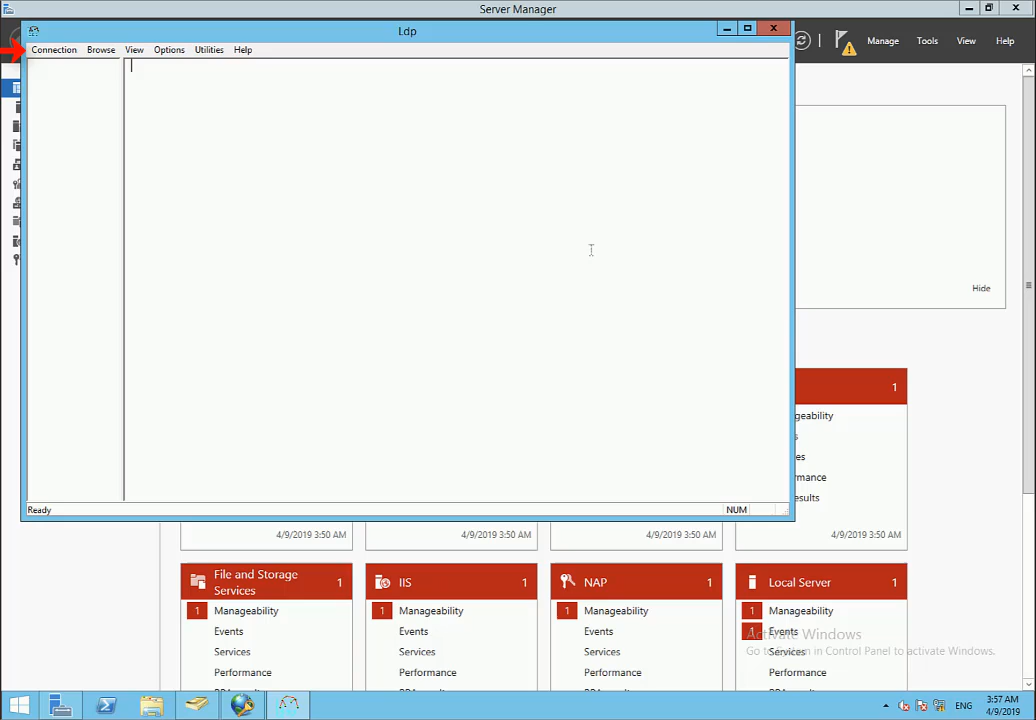 Server Manager
Ldp
Connection Browse View Options Utilities Help
Manage Tools View Help
Hide
Ready
NUM
1
geability
s
es
rmance
esults
4/9/2019 3:50 AM
4/9/2019 3:50 AM
4/9/2019 3:50 AM
4/9/2019 3:50 AM
File and Storage
Services
1
1 Manageability
Events
Services
Performance
IIS 1
1 Manageability
Events
Services
Performance
NAP 1
1 Manageability
Events
Services
Performance
Local Server 1
1 Manageability
1 Events
Services
Performance
Activate Windows
Go to System in Control Panel to activate Windows.
ENG
3:57 AM
4/9/2019